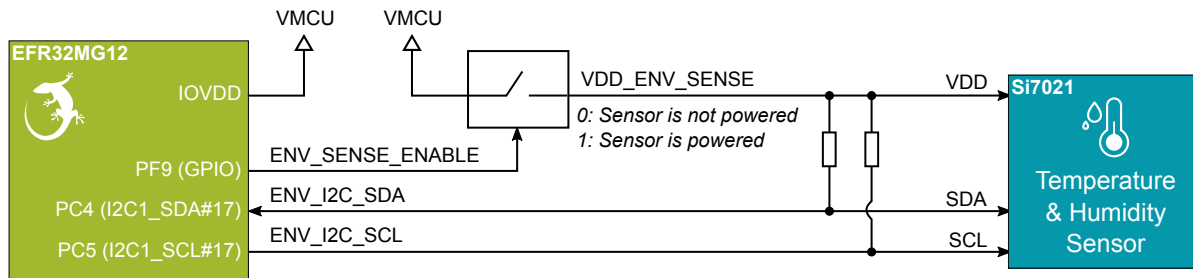 VMCU
VMCU
EFR32MG12
IOVDD
VDD_ENV_SENSE
VDD
Si7021
0: Sensor is not powered
1: Sensor is powered
ENV_SENSE_ENABLE
PF9 (GPIO)
ENV_I2C_SDA
PC4 (I2C1_SDA#17)
SDA
ENV_I2C_SCL
PC5 (I2C1_SCL#17)
SCL
Temperature
& Humidity
Sensor